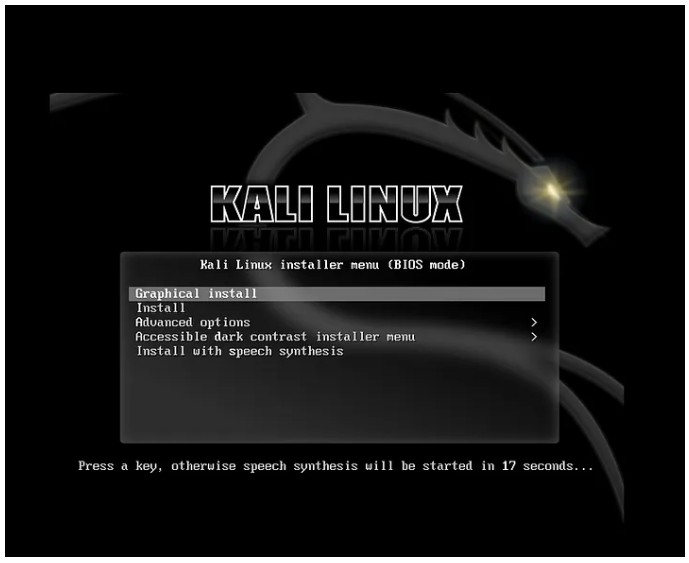 KALI LINUX
Kali Linux installer menu (BIOS mode)
Graphical install
Install
Advanced options >
Accessible dark contrast installer menu >
Install with speech synthesis
Press a key, otherwise speech synthesis will be started in 17 seconds...